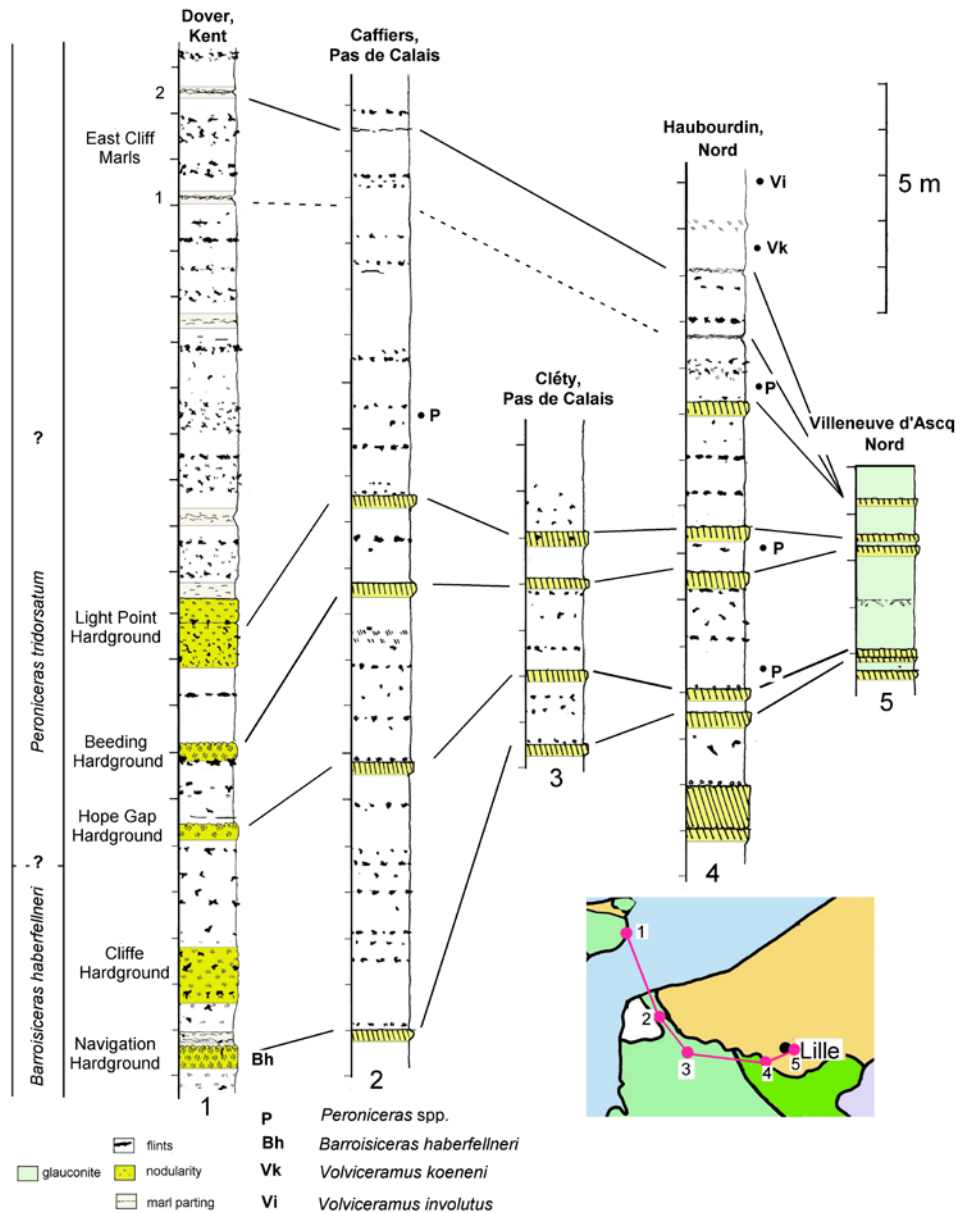 Dover,
Kent
Caffiers,
Pas de Calais
2
East Cliff
Marls
1
Haubourdin,
Nord
Vi
Vk
5 m
Cléty,
Pas de Calais
P
P
Villeneuve d'Ascq
Nord
?
Peroniceras tridorsatum
Light Point
Hardground
P
P
Beeding
Hardground
Hope Gap
Hardground
?
Barroisiceras haberfellneri
Cliffe
Hardground
Navigation
Hardground
Bh
1
2
3
4
5
1
2
3
4
5
Lille
P Peroniceras spp.
Bh Barroisiceras haberfellneri
Vk Volviceramus koeneni
Vi Volviceramus involutus
flints
glauconite
nodularity
marl parting